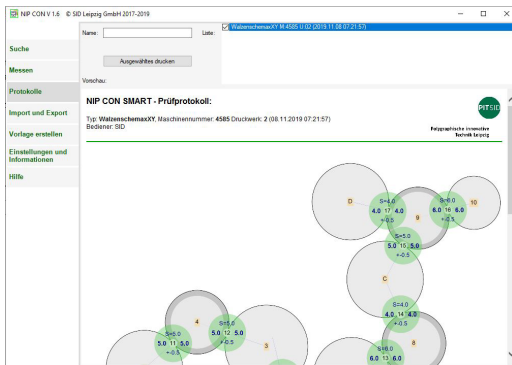 NIP CON V 1.6 © SID Leipzig GmbH 2017-2019
Name:
Liste:
WalzenschemaxXY M:4585 U:02 (2019.11.08 07:21:57)
Suche
Messen
Protokolle
Import und Export
Vorlage erstellen
Einstellungen und
Informationen
Hilfe
Ausgewähltes drucken
Vorschau:
NIP CON SMART - Prüfprotokoll:
Typ: WalzenschemaxXY, Maschinennummer: 4585 Druckwerk: 2 (08.11.2019 07:21:57)
Bediener: SID
PITSID
Polygraphische innovative
Technik Leipzig
D
S=4.0
4.0 17 4.0
+-0.5
9
S=6.0
6.0 16 6.0
+-0.5
10
S=5.0
5.0 15 5.0
+-0.5
C
S=4.0
4.0 14 4.0
+-0.5
4
S=5.0
5.0 11 5.0
+-0.5
S=5.0
5.0 12 5.0
+-0.5
3
8
S=6.0
6.0 13 6.0
+-0.5